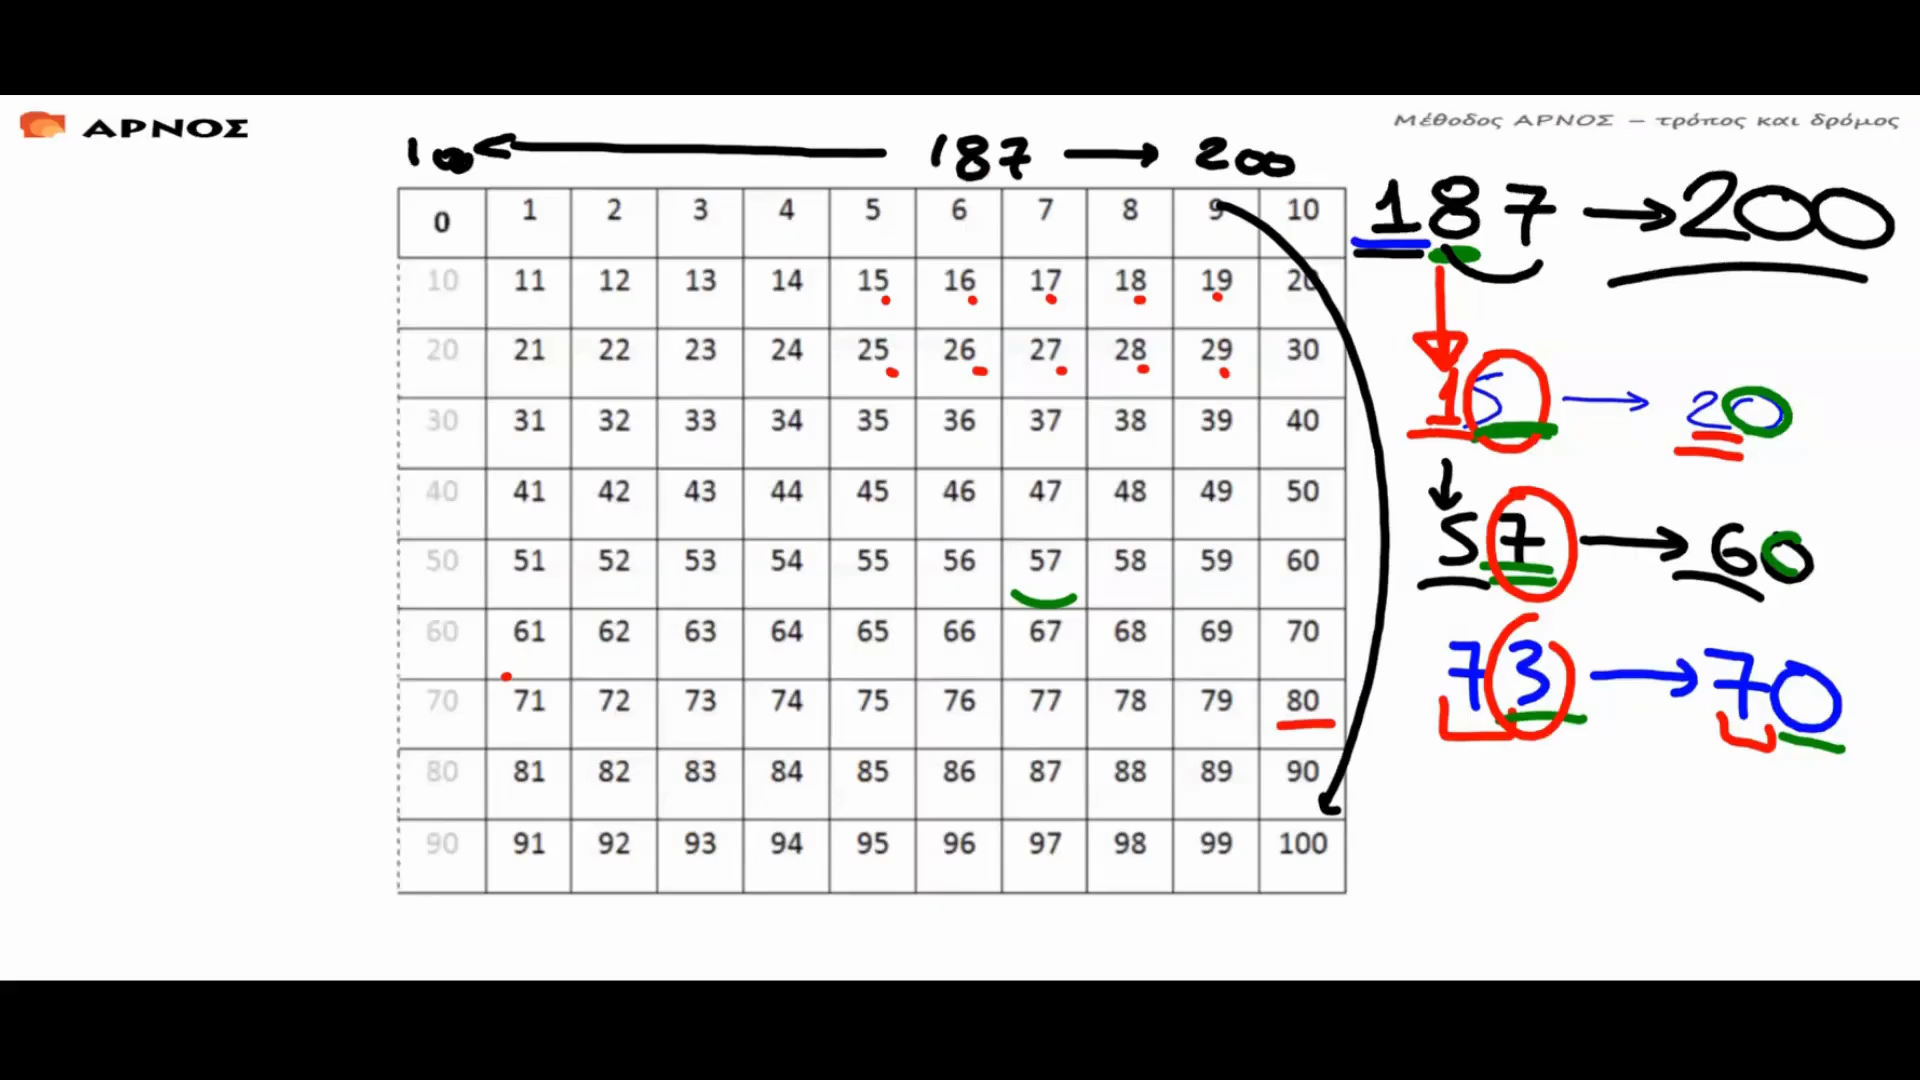 ΑΡΝΟΣ
Μέθοδος ΑΡΝΟΣ – τρόπος και δρόμος
100 ← 187 → 200
0 1 2 3 4 5 6 7 8 9 10
10 11 12 13 14 15 16 17 18 19 20
20 21 22 23 24 25 26 27 28 29 30
30 31 32 33 34 35 36 37 38 39 40
40 41 42 43 44 45 46 47 48 49 50
50 51 52 53 54 55 56 57 58 59 60
60 61 62 63 64 65 66 67 68 69 70
70 71 72 73 74 75 76 77 78 79 80
80 81 82 83 84 85 86 87 88 89 90
90 91 92 93 94 95 96 97 98 99 100
187 → 200
15 → 20
57 → 60
73 → 70